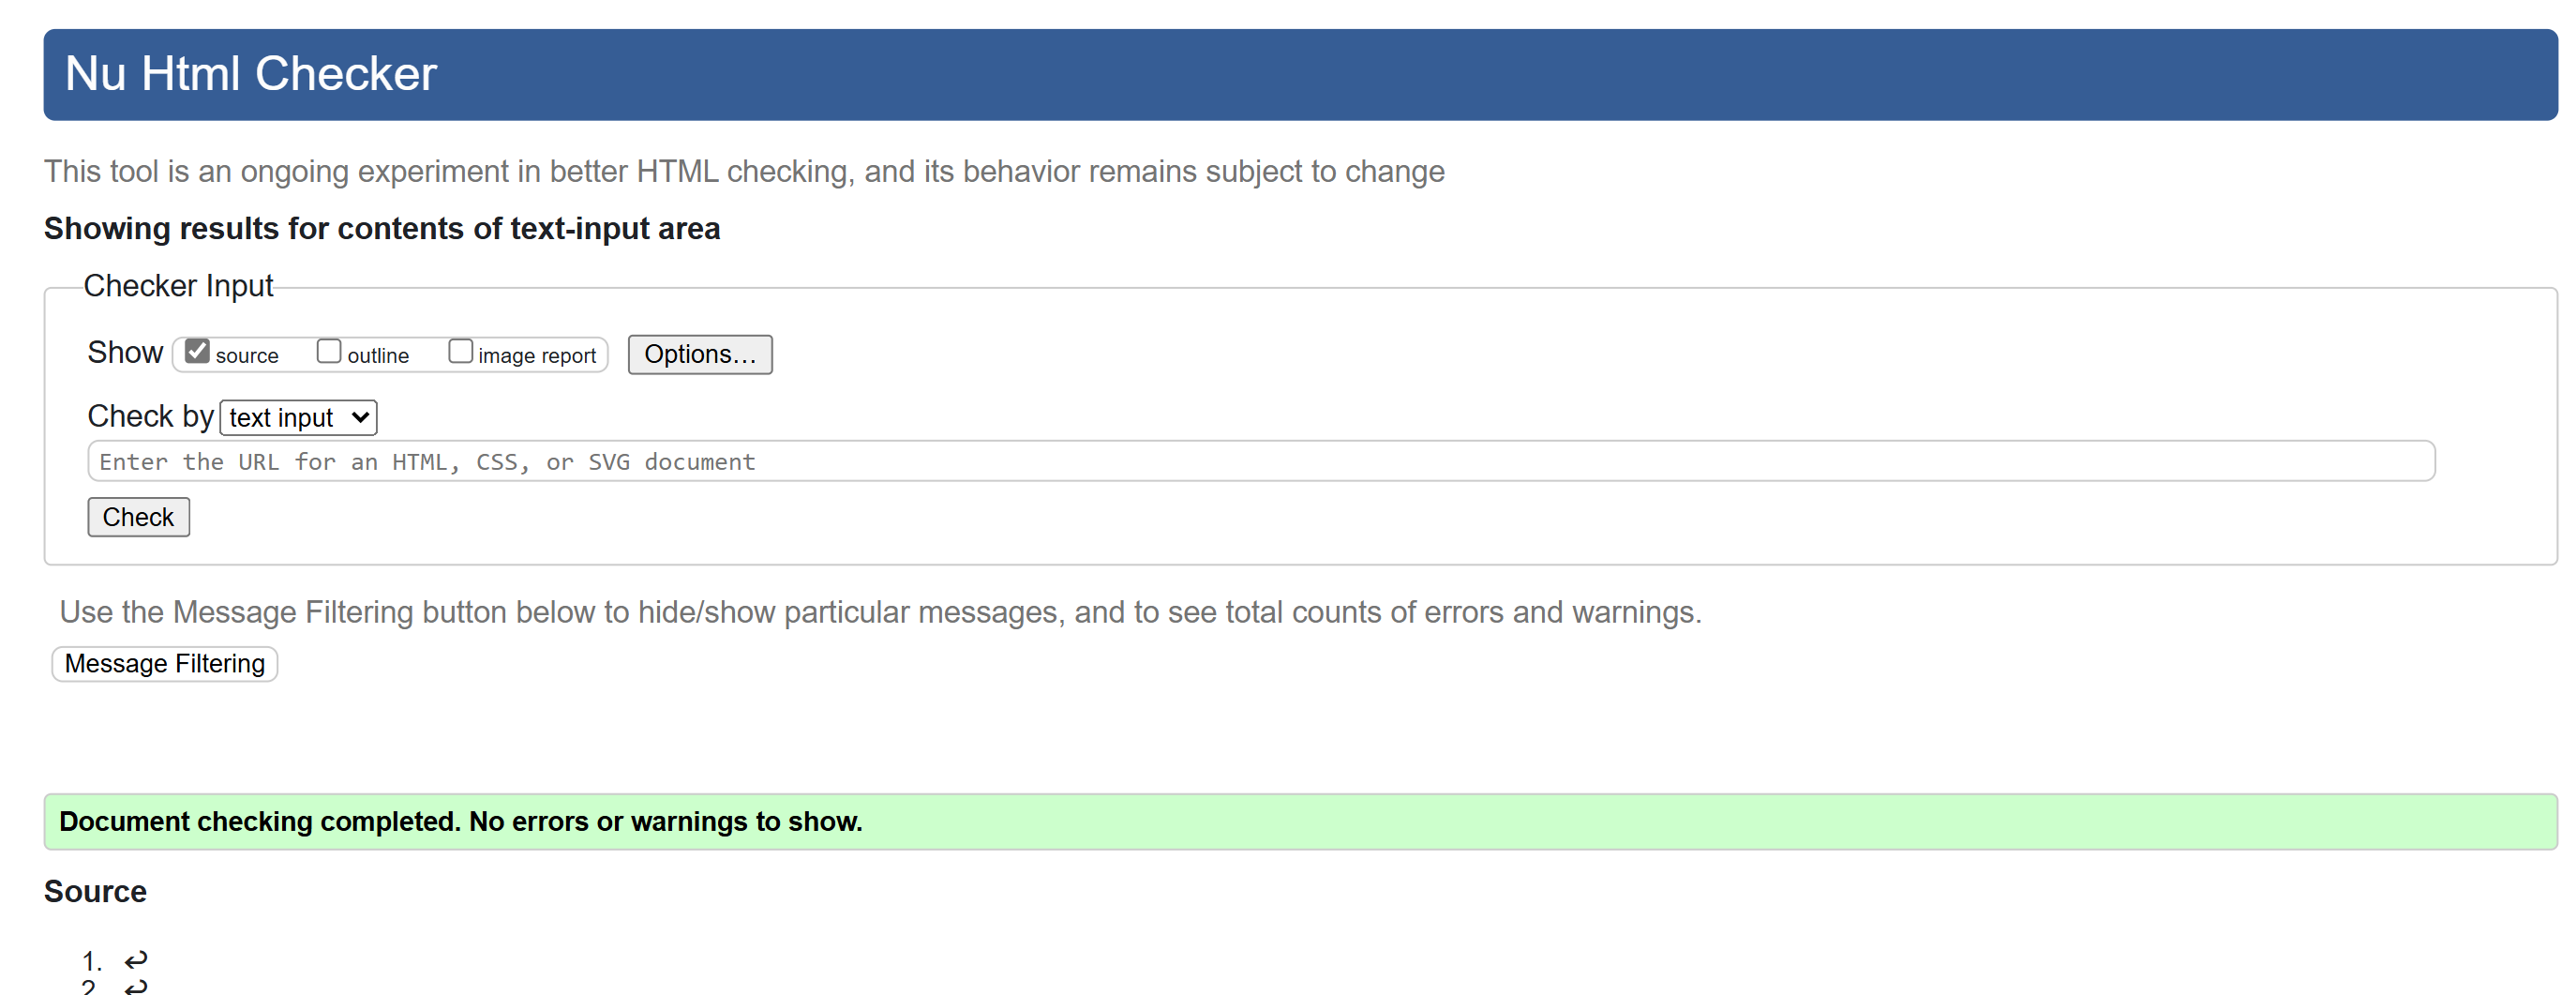 Nu Html Checker
This tool is an ongoing experiment in better HTML checking, and its behavior remains subject to change
Showing results for contents of text-input area
Checker Input
Show source outline image report Options…
Check by text input
Enter the URL for an HTML, CSS, or SVG document
Check
Use the Message Filtering button below to hide/show particular messages, and to see total counts of errors and warnings.
Message Filtering
Document checking completed. No errors or warnings to show.
Source
1. ↩
2. ↩